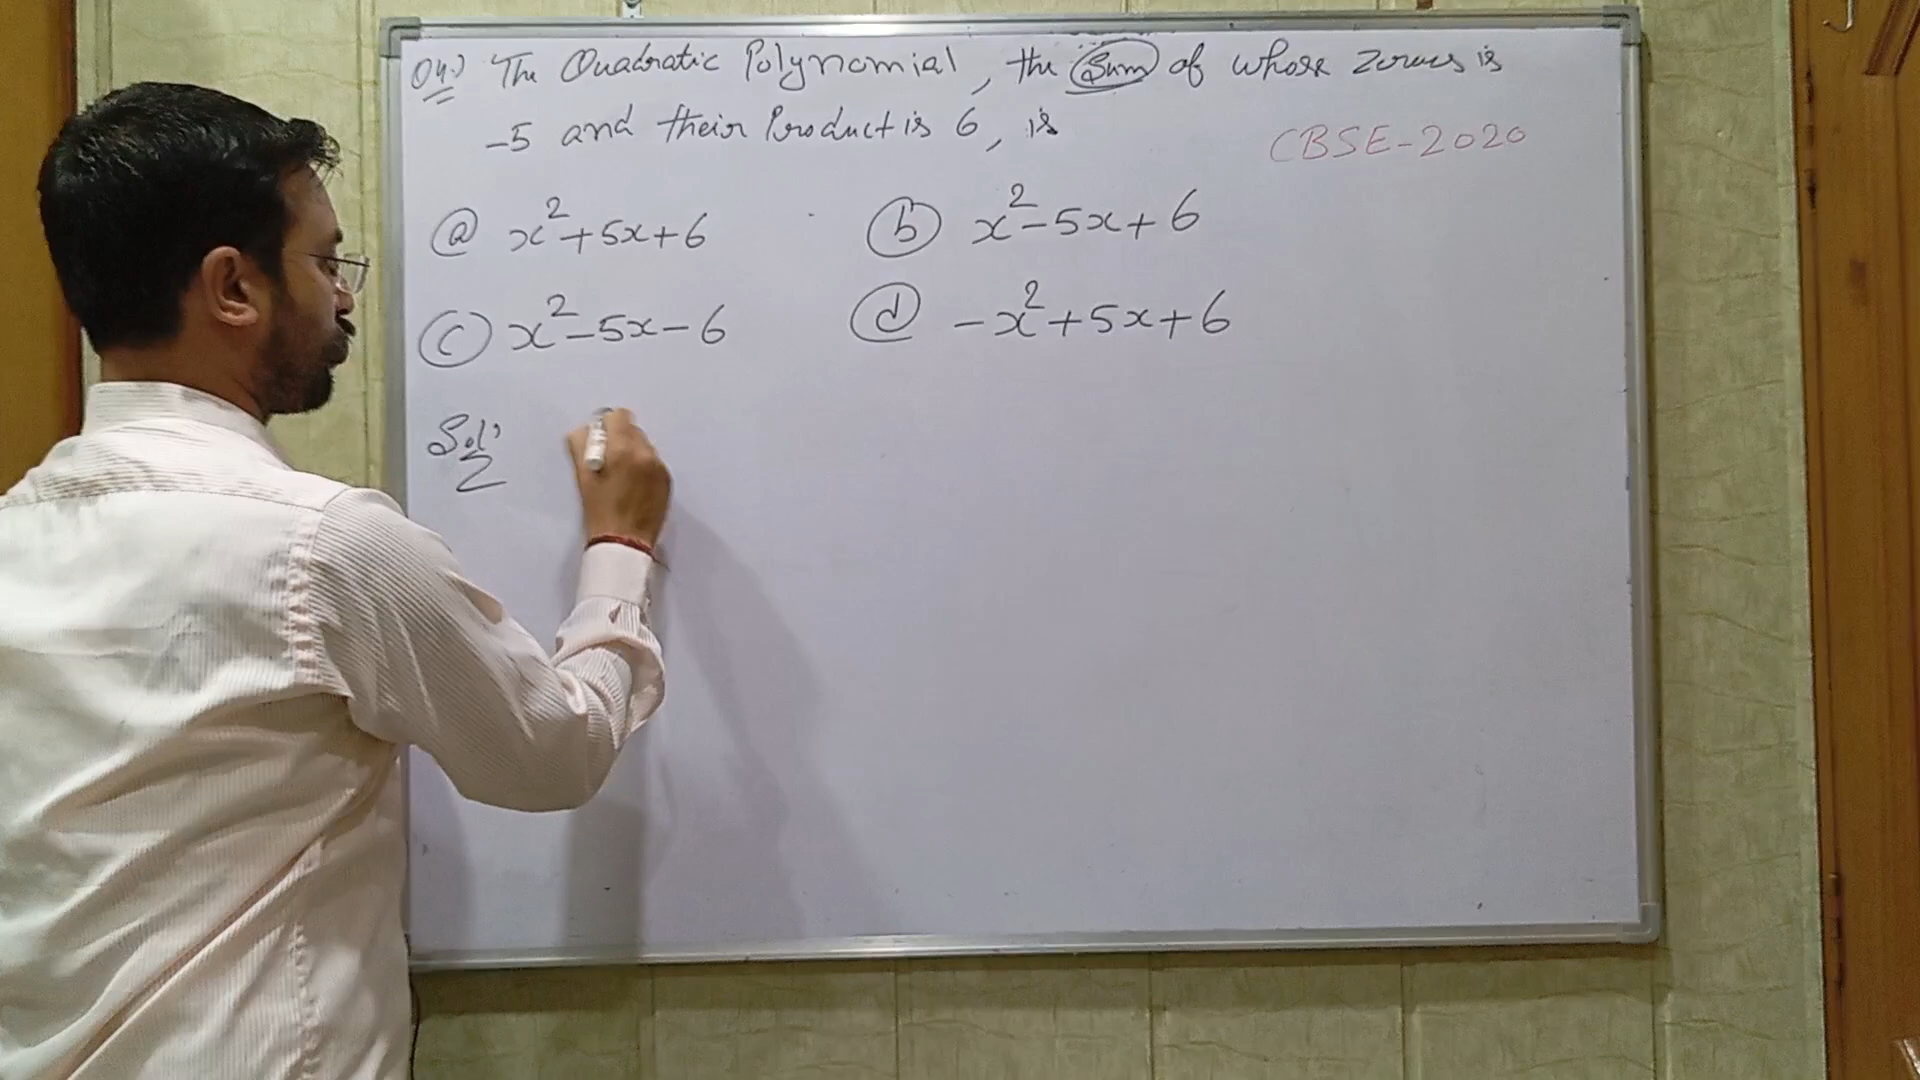 Q4.) The Quadratic Polynomial, the Sum of whose zeroes is
-5 and their Product is 6, is
CBSE-2020
(a) x²+5x+6 (b) x²-5x+6
(c) x²-5x-6 (d) -x²+5x+6
Sol: